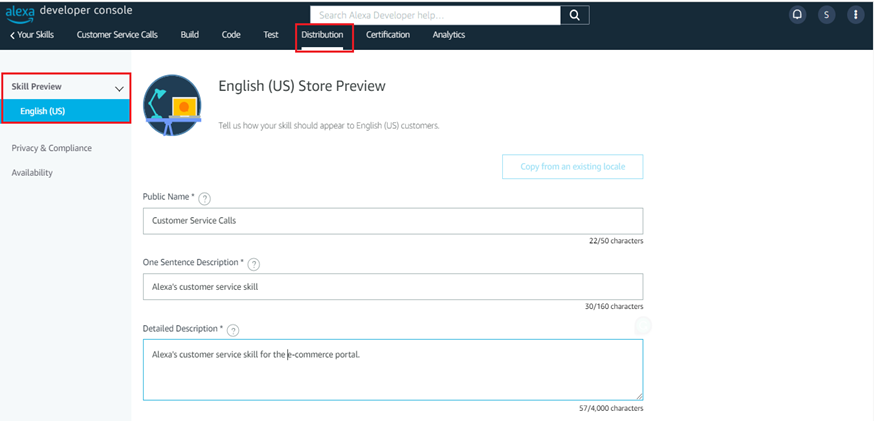 alexa developer console
Search Alexa Developer help...
S
Your Skills Customer Service Calls Build Code Test Distribution Certification Analytics
Skill Preview
English (US)
Privacy & Compliance
Availability
English (US) Store Preview
Tell us how your skill should appear to English (US) customers.
Copy from an existing locale
Public Name * ?
Customer Service Calls
22/50 characters
One Sentence Description * ?
Alexa's customer service skill
30/160 characters
Detailed Description * ?
Alexa's customer service skill for the e-commerce portal.
57/4,000 characters